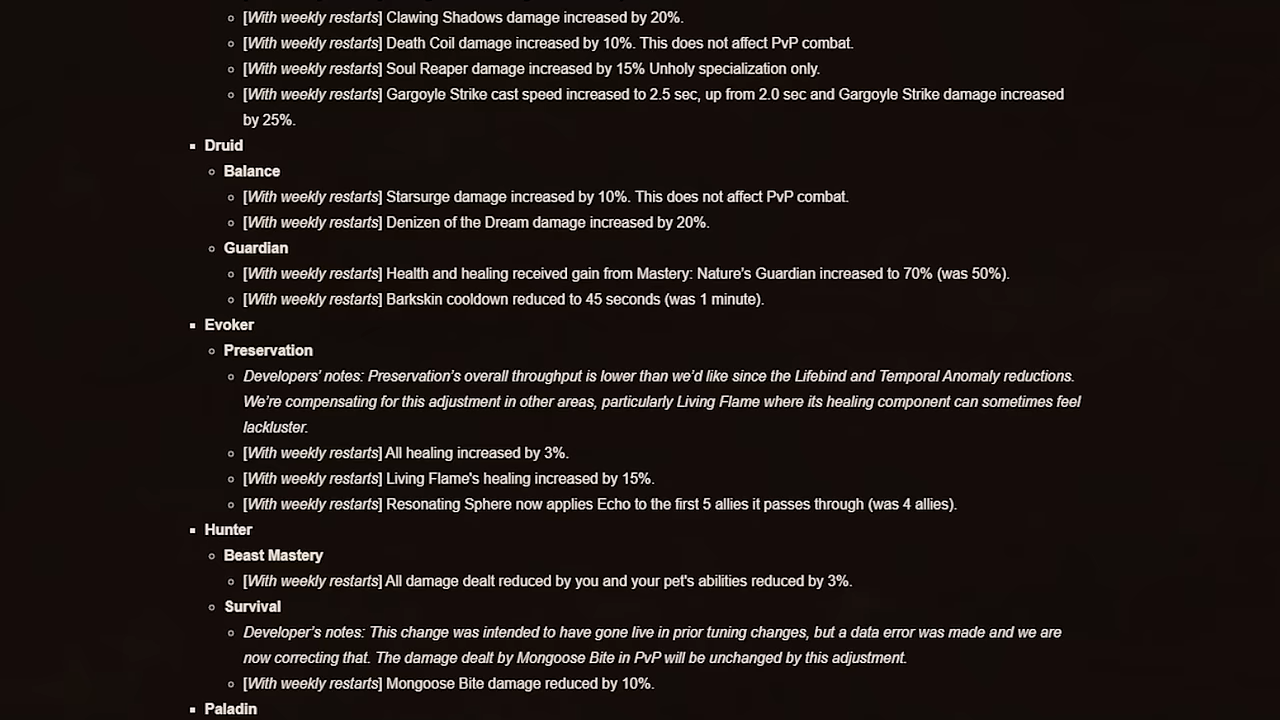 [With weekly restarts] Clawing Shadows damage increased by 20%.
[With weekly restarts] Death Coil damage increased by 10%. This does not affect PvP combat.
[With weekly restarts] Soul Reaper damage increased by 15% Unholy specialization only.
[With weekly restarts] Gargoyle Strike cast speed increased to 2.5 sec, up from 2.0 sec and Gargoyle Strike damage increased
by 25%.
Druid
Balance
[With weekly restarts] Starsurge damage increased by 10%. This does not affect PvP combat.
[With weekly restarts] Denizen of the Dream damage increased by 20%.
Guardian
[With weekly restarts] Health and healing received gain from Mastery: Nature's Guardian increased to 70% (was 50%).
[With weekly restarts] Barkskin cooldown reduced to 45 seconds (was 1 minute).
Evoker
Preservation
Developers' notes: Preservation's overall throughput is lower than we'd like since the Lifebind and Temporal Anomaly reductions.
We're compensating for this adjustment in other areas, particularly Living Flame where its healing component can sometimes feel
lackluster.
[With weekly restarts] All healing increased by 3%.
[With weekly restarts] Living Flame's healing increased by 15%.
[With weekly restarts] Resonating Sphere now applies Echo to the first 5 allies it passes through (was 4 allies).
Hunter
Beast Mastery
[With weekly restarts] All damage dealt reduced by you and your pet's abilities reduced by 3%.
Survival
Developer's notes: This change was intended to have gone live in prior tuning changes, but a data error was made and we are
now correcting that. The damage dealt by Mongoose Bite in PvP will be unchanged by this adjustment.
[With weekly restarts] Mongoose Bite damage reduced by 10%.
Paladin